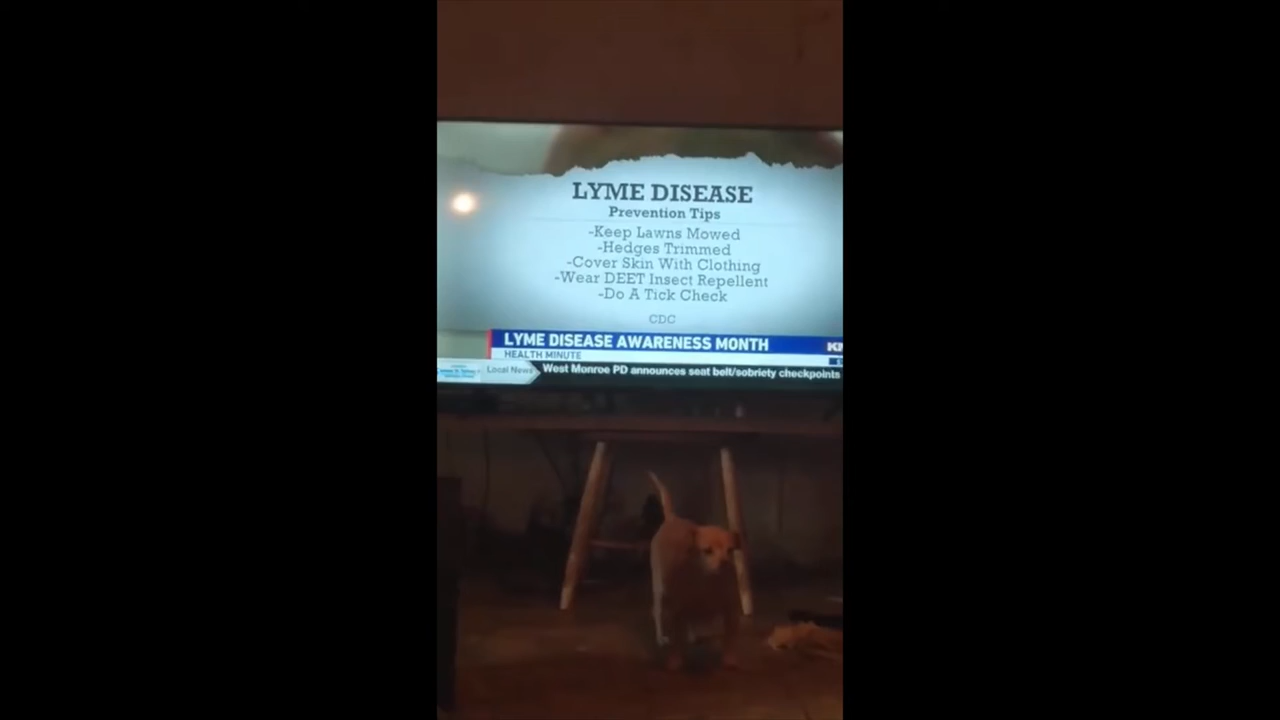 LYME DISEASE
Prevention Tips
-Keep Lawns Mowed
-Hedges Trimmed
-Cover Skin With Clothing
-Wear DEET Insect Repellent
-Do A Tick Check
CDC
LYME DISEASE AWARENESS MONTH
HEALTH MINUTE
Local News
West Monroe PD announces seat belt/sobriety checkpoints